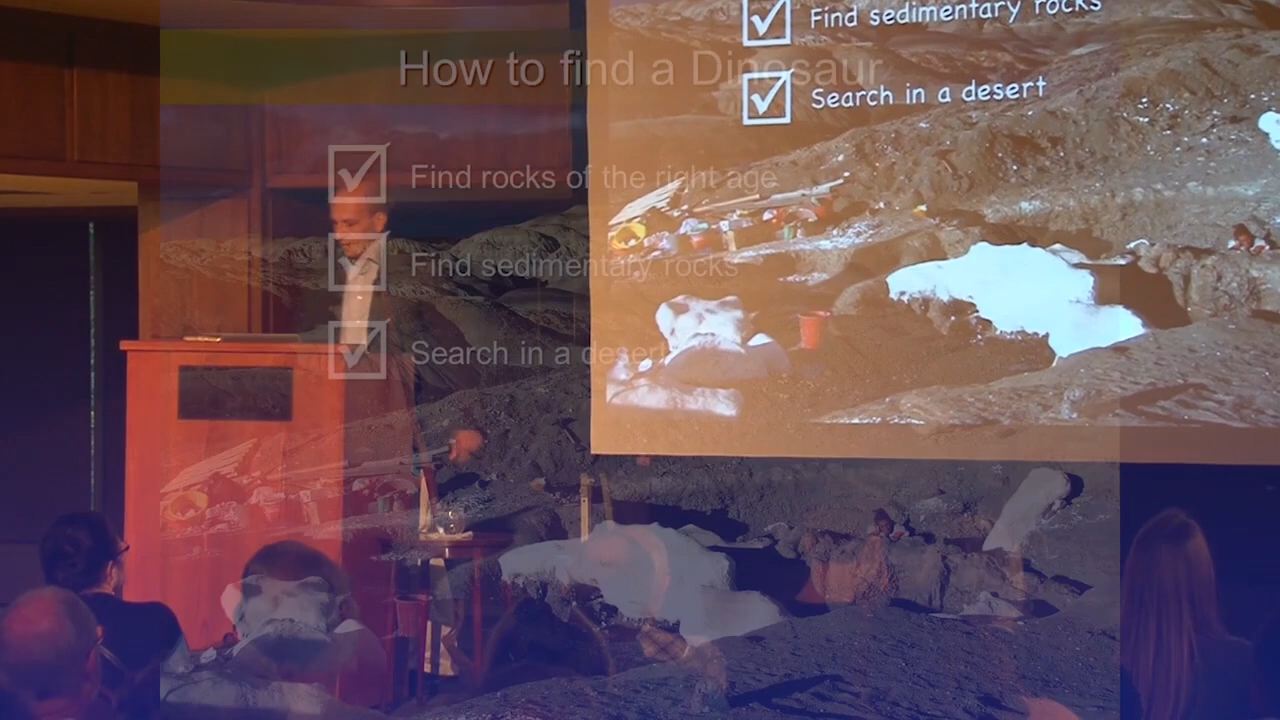 Find sedimentary rocks
How to find a Dinosaur
Search in a desert
Find rocks of the right age
Find sedimentary rocks
Search in a desert